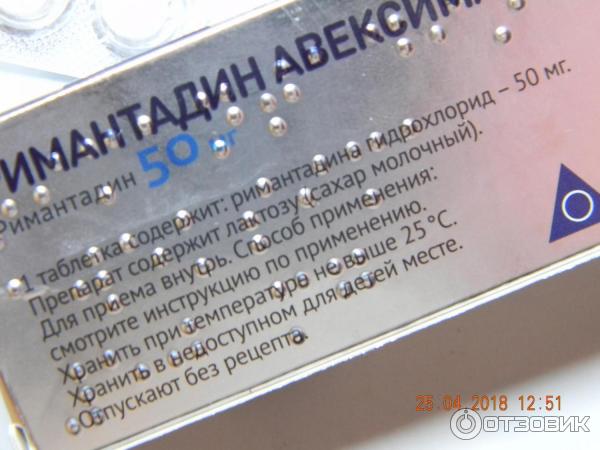 ИМАНТАДИН АВЕКСИМА
Римантадин 50 мг
1 таблетка содержит: римантадина гидрохлорид – 50 мг.
Препарат содержит лактозу (сахар молочный).
Для приема внутрь. Способ применения:
смотрите инструкцию по применению.
Хранить при температуре не выше 25 °С.
Хранить в недоступном для детей месте.
Отпускают без рецепта.
25.04.2018 12:51
ОТЗОВИК